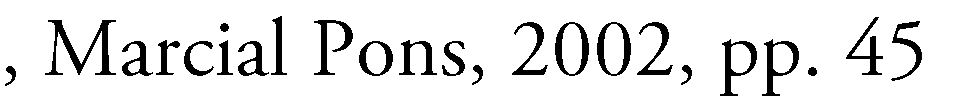 , Marcial Pons, 2002, pp. 45